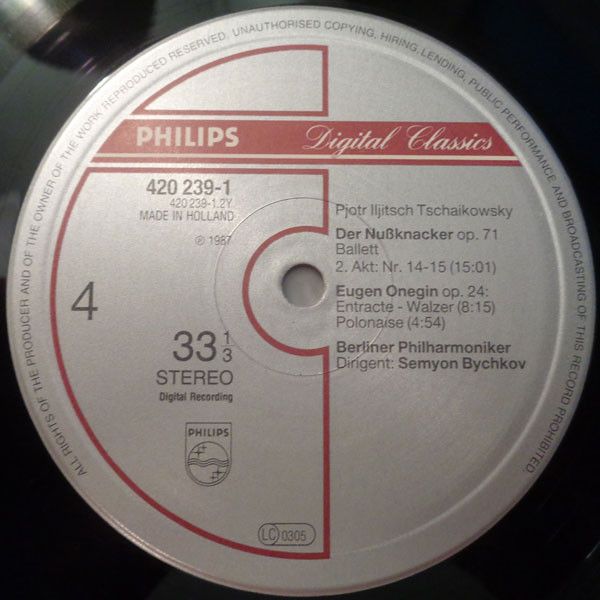 ALL RIGHTS OF THE PRODUCER AND OF THE OWNER OF THE WORK REPRODUCED RESERVED. UNAUTHORISED COPYING, HIRING, LENDING, PUBLIC PERFORMANCE AND BROADCASTING OF THIS RECORD PROHIBITED.
PHILIPS Digital Classics
420 239-1
420 239-1.2Y
MADE IN HOLLAND
℗ 1987
4
33 1/3
STEREO
Digital Recording
PHILIPS
LC 0305
Pjotr Iljitsch Tschaikowsky
Der Nußknacker op. 71
Ballett
2. Akt: Nr. 14-15 (15:01)
Eugen Onegin op. 24:
Entracte - Walzer (8:15)
Polonaise (4:54)
Berliner Philharmoniker
Dirigent: Semyon Bychkov